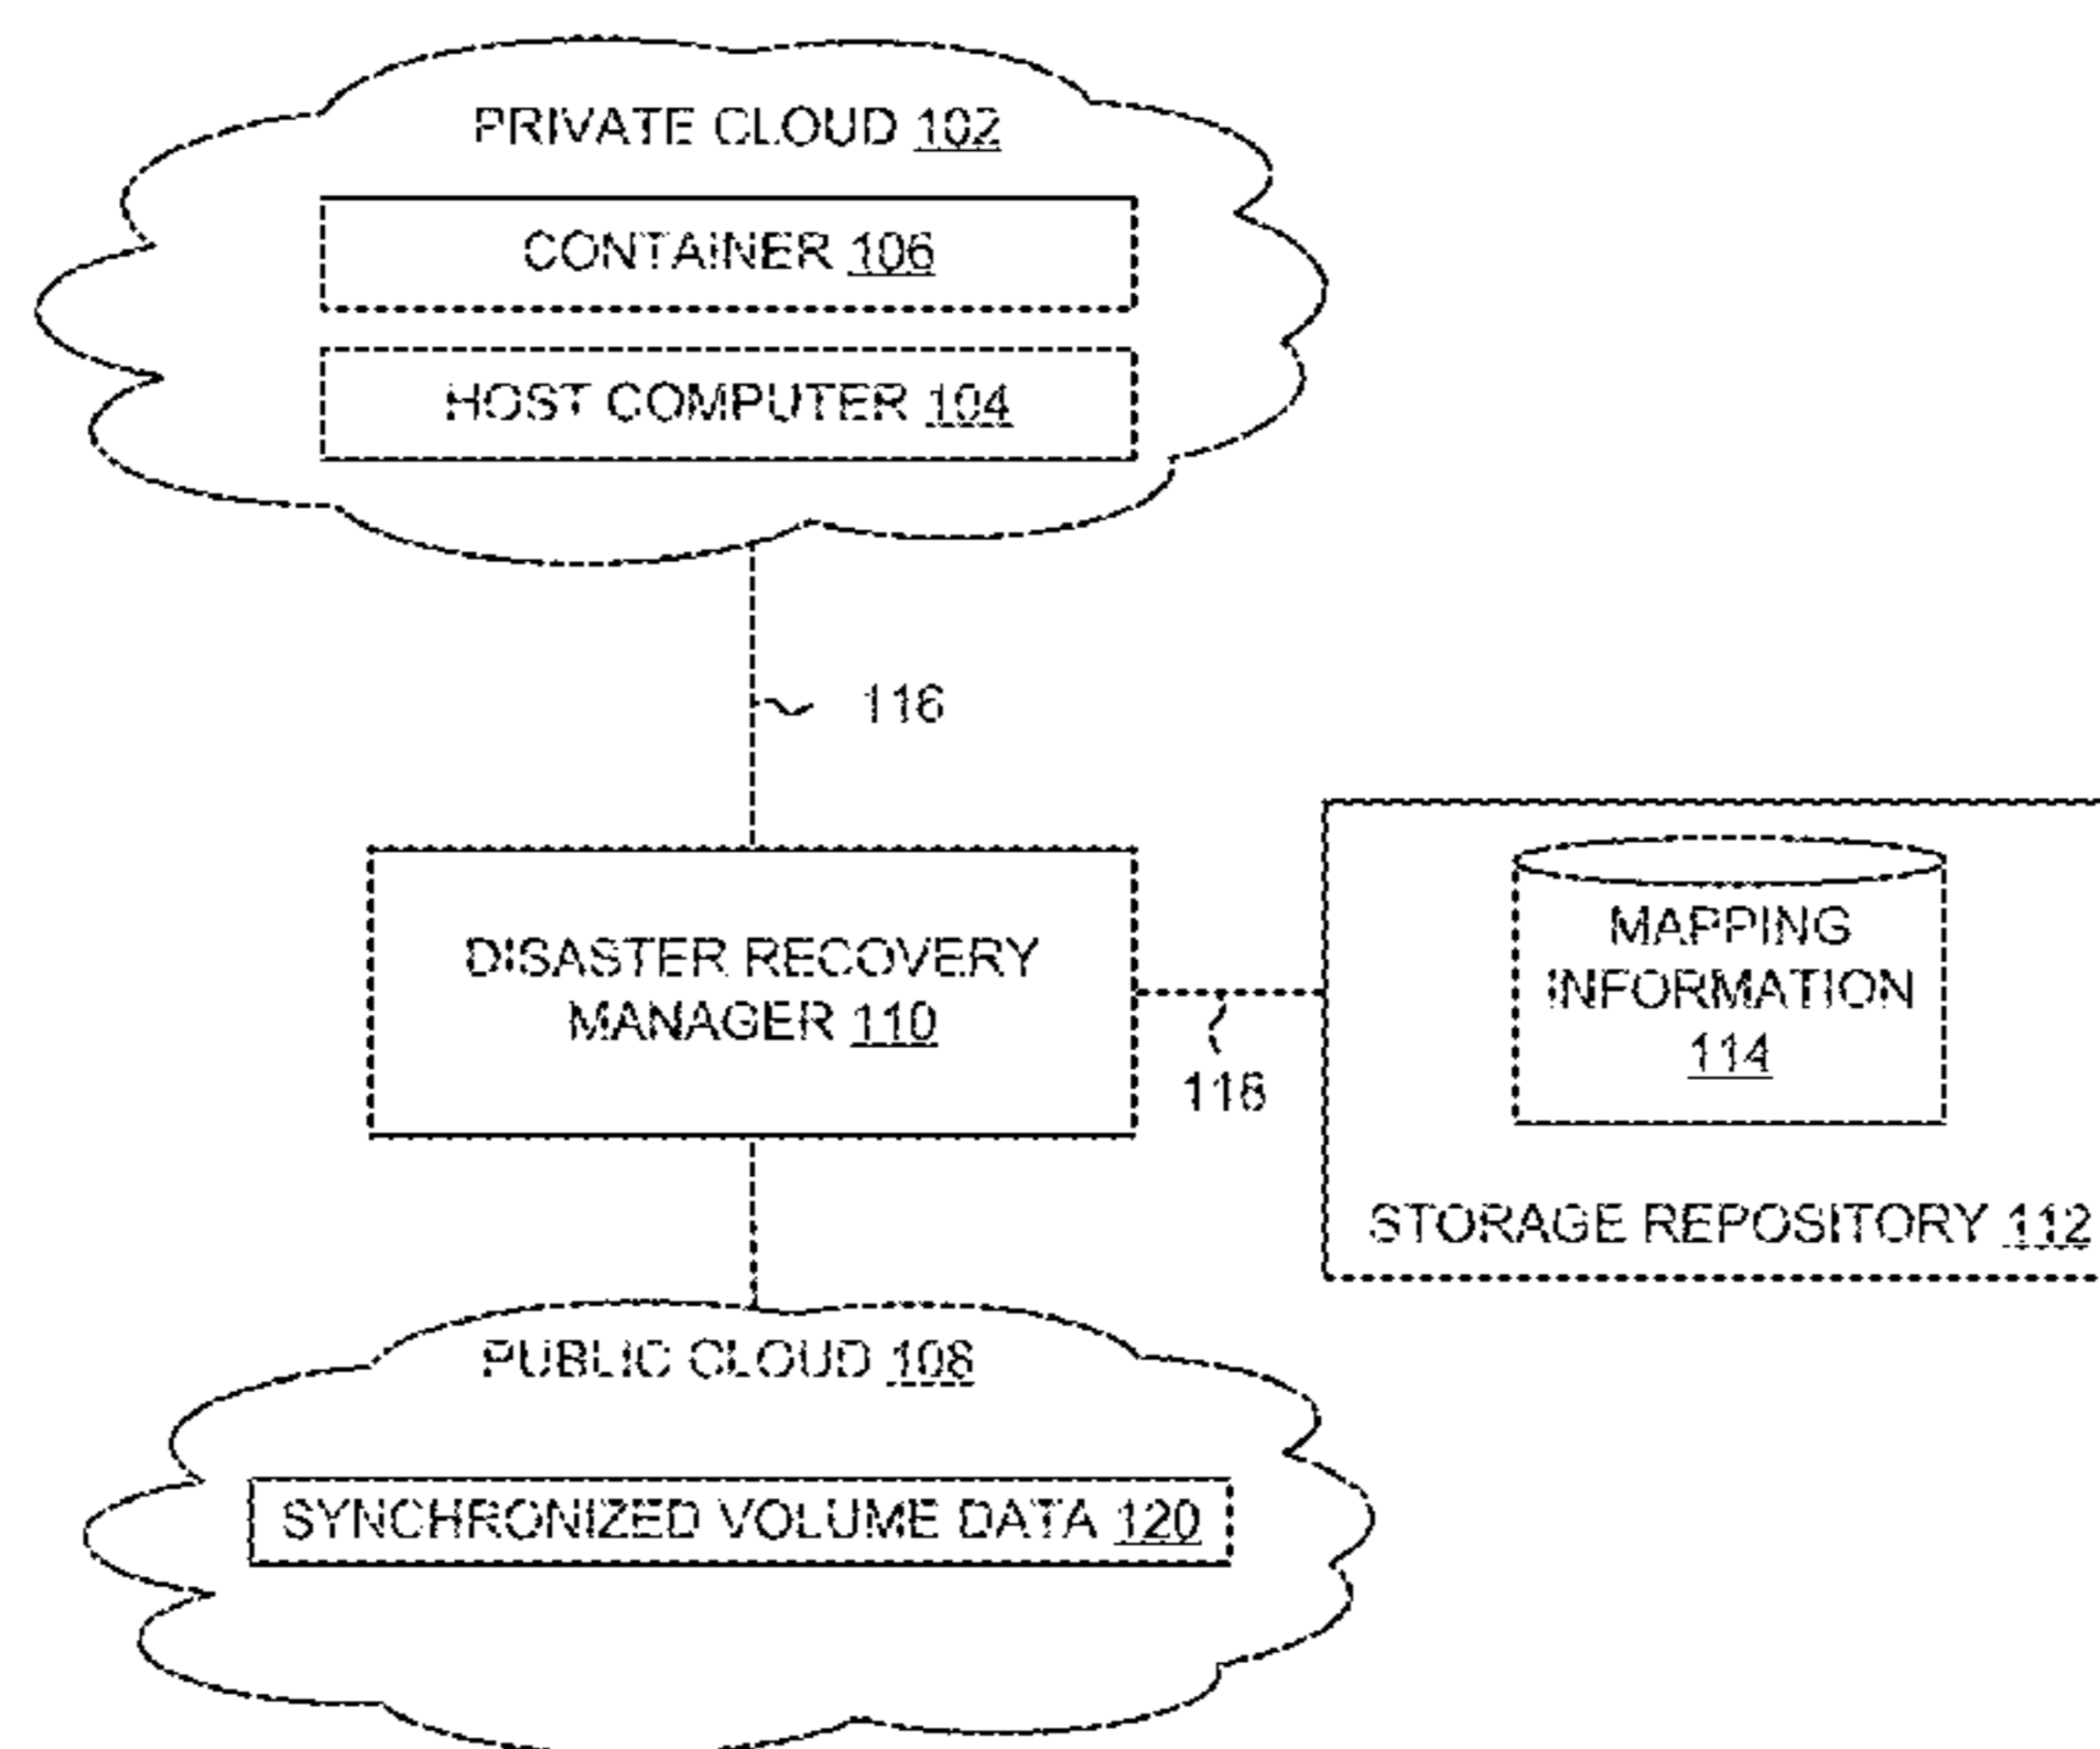 PRIVATE CLOUD 102
CONTAINER 106
HOST COMPUTER 104
116
DISASTER RECOVERY
MANAGER 110
118
MAPPING
INFORMATION
114
STORAGE REPOSITORY 112
PUBLIC CLOUD 108
SYNCHRONIZED VOLUME DATA 120